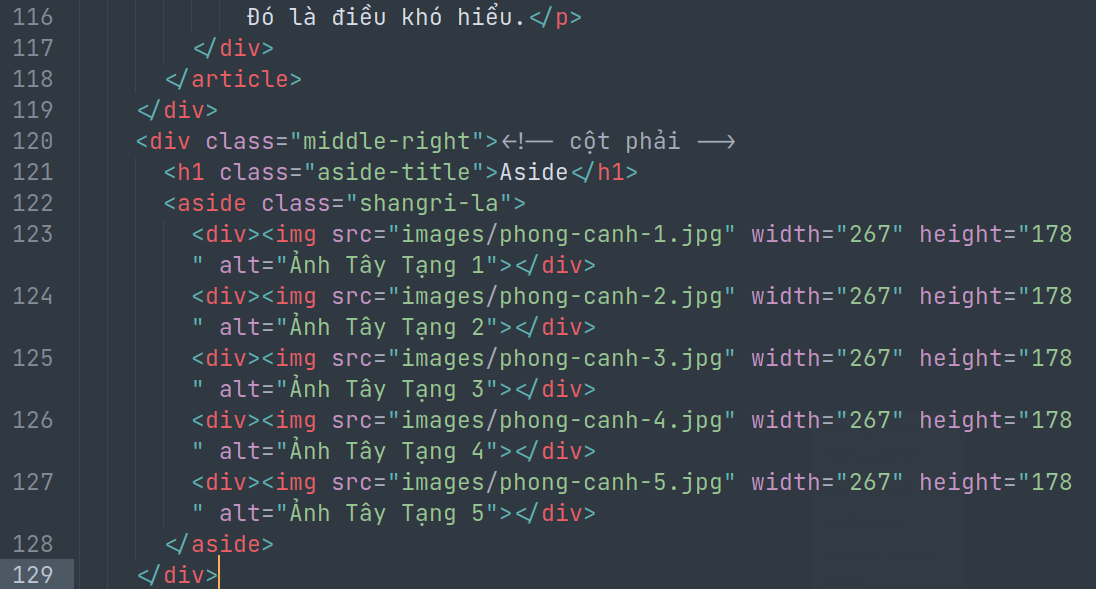 116 Đó là điều khó hiểu.</p>
117 </div>
118 </article>
119 </div>
120 <div class="middle-right"><!-- cột phải -->
121 <h1 class="aside-title">Aside</h1>
122 <aside class="shangri-la">
123 <div><img src="images/phong-canh-1.jpg" width="267" height="178
" alt="Ảnh Tây Tạng 1"></div>
124 <div><img src="images/phong-canh-2.jpg" width="267" height="178
" alt="Ảnh Tây Tạng 2"></div>
125 <div><img src="images/phong-canh-3.jpg" width="267" height="178
" alt="Ảnh Tây Tạng 3"></div>
126 <div><img src="images/phong-canh-4.jpg" width="267" height="178
" alt="Ảnh Tây Tạng 4"></div>
127 <div><img src="images/phong-canh-5.jpg" width="267" height="178
" alt="Ảnh Tây Tạng 5"></div>
128 </aside>
129 </div>